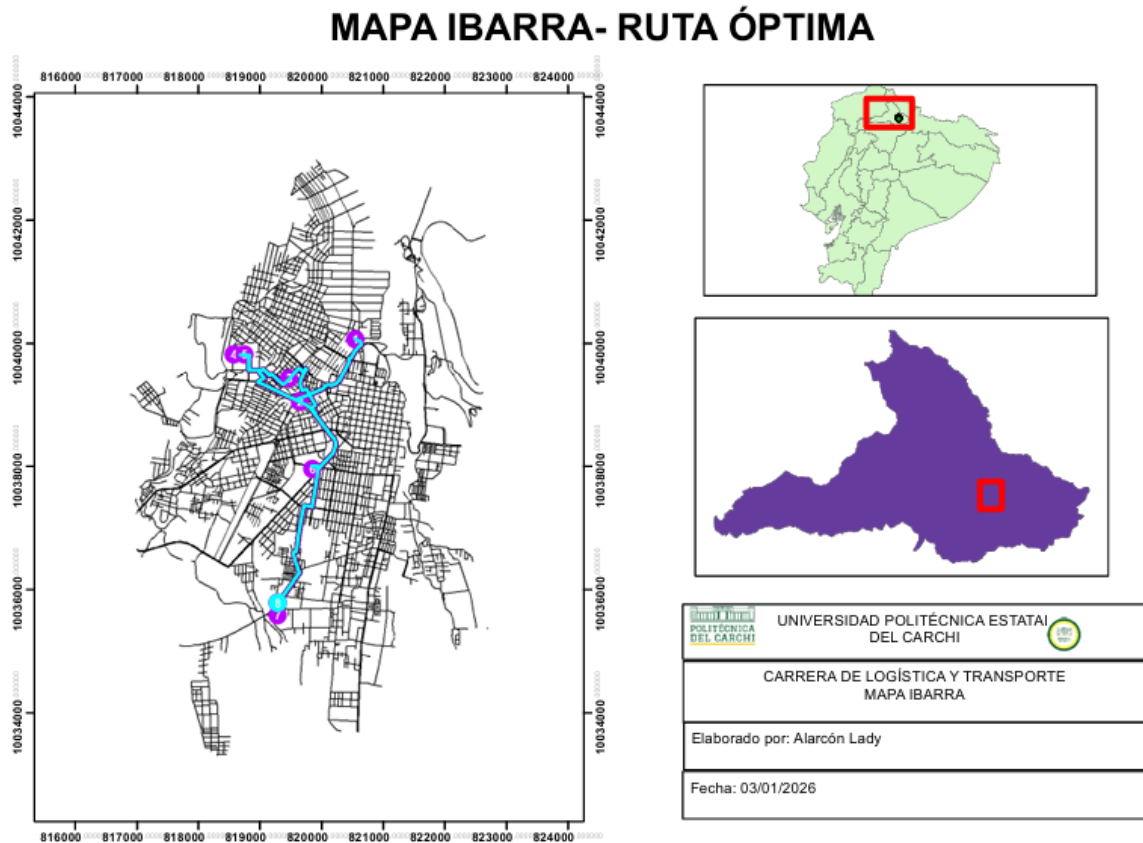 MAPA IBARRA- RUTA ÓPTIMA
816000 817000 818000 819000 820000 821000 822000 823000 824000
10044000
10042000
10040000
10038000
10036000
10034000
10044000
10042000
10040000
10038000
10036000
10034000
4
7
816000 817000 818000 819000 820000 821000 822000 823000 824000
POLITÉCNICA
DEL CARCHI
UNIVERSIDAD POLITÉCNICA ESTATAL
DEL CARCHI
CARRERA DE LOGÍSTICA Y TRANSPORTE
MAPA IBARRA
Elaborado por: Alarcón Lady
Fecha: 03/01/2026